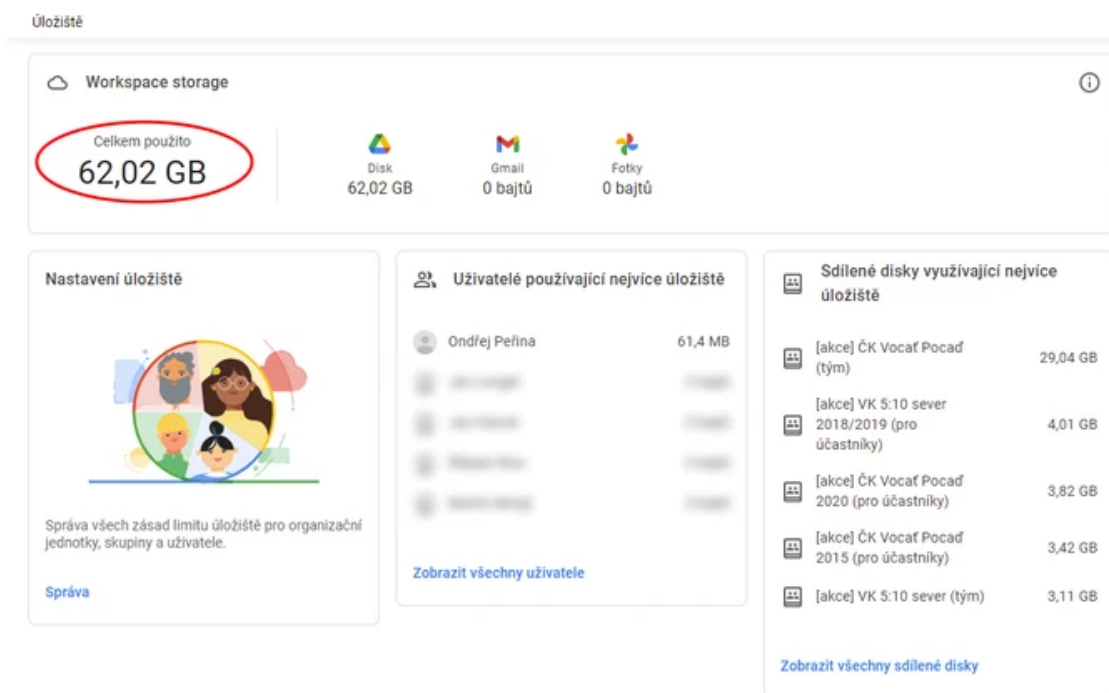 Úložiště
Workspace storage
Celkem použito
62,02 GB
Disk
62,02 GB
Gmail
0 bajtů
Fotky
0 bajtů
Nastavení úložiště
Správa všech zásad limitu úložiště pro organizační
jednotky, skupiny a uživatele.
Správa
Uživatelé používající nejvíce úložiště
Ondřej Peřina 61,4 MB
Zobrazit všechny uživatele
Sdílené disky využívající nejvíce
úložiště
[akce] ČK Vocať Pocaď
(tým)
29,04 GB
[akce] VK 5:10 sever
2018/2019 (pro
účastníky)
4,01 GB
[akce] ČK Vocať Pocaď
2020 (pro účastníky)
3,82 GB
[akce] ČK Vocať Pocaď
2015 (pro účastníky)
3,42 GB
[akce] VK 5:10 sever (tým) 3,11 GB
Zobrazit všechny sdílené disky